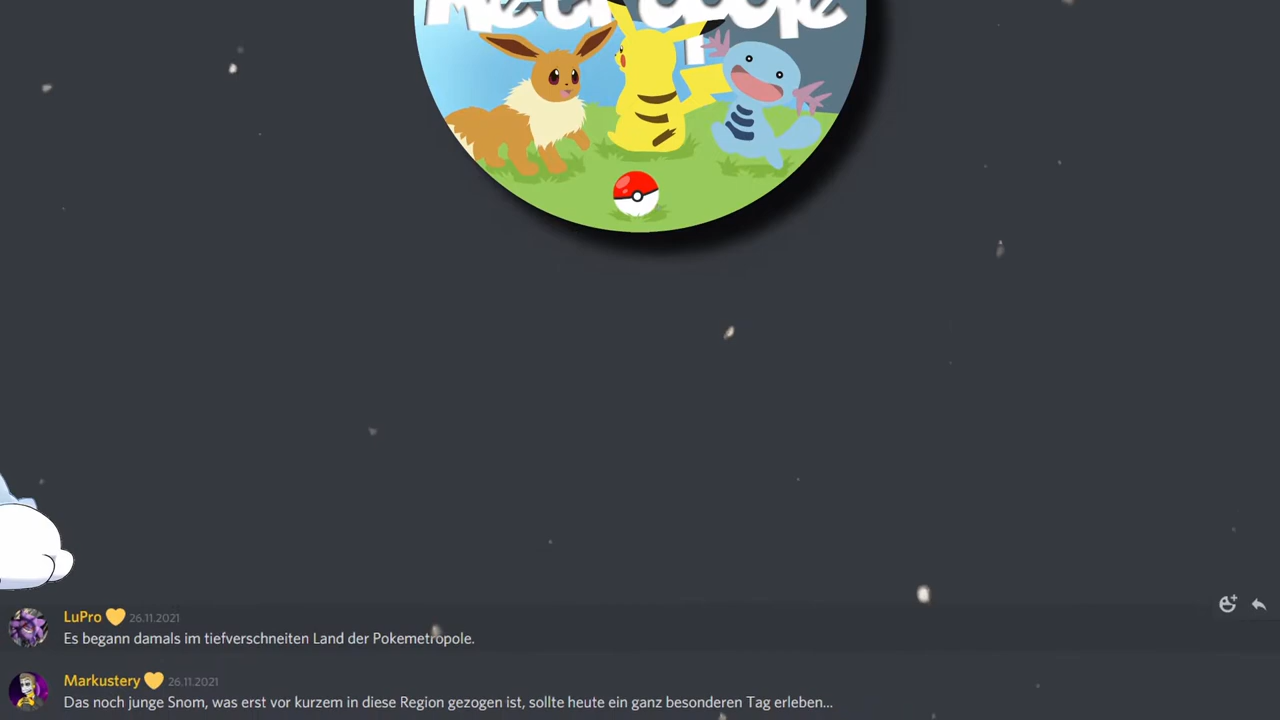 Metropole
LuPro 26.11.2021
Es begann damals im tiefverschneiten Land der Pokemetropole.
Markustery 26.11.2021
Das noch junge Snom, was erst vor kurzem in diese Region gezogen ist, sollte heute ein ganz besonderen Tag erleben...